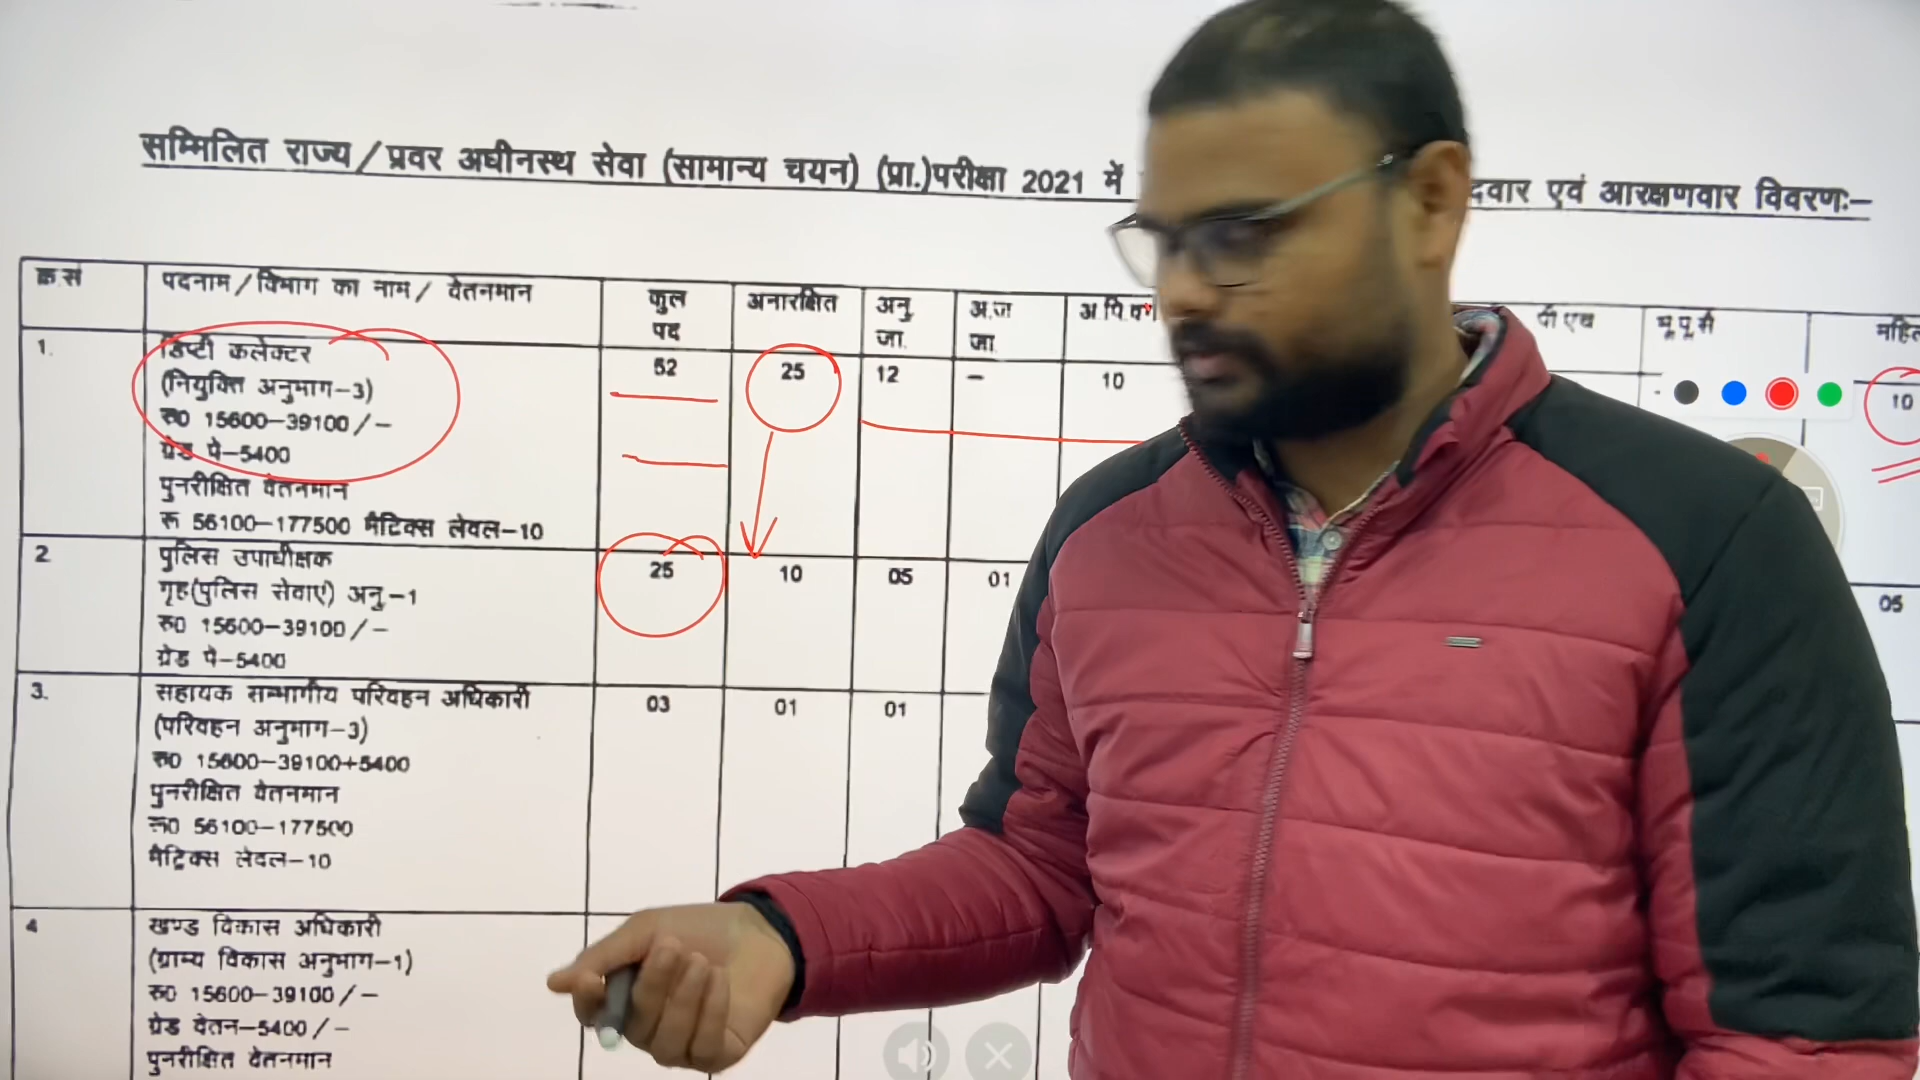 सम्मिलित राज्य/प्रवर अधीनस्थ सेवा (सामान्य चयन) (प्रा.)परीक्षा 2021 में
एवं आरक्षणवार विवरणः-
क्र.सं पदनाम/विभाग का नाम/ वेतनमान कुल पद अनारक्षित अनु. जा. अ.ज जा. अ.पि.व पी एच भू.पू.सै
1. डिप्टी कलेक्टर 52 25 12 – 10 10
(नियुक्ति अनुभाग-3)
रू0 15600-39100/-
ग्रेड पे-5400
पुनरीक्षित वेतनमान
रू 56100-177500 मैट्रिक्स लेवल-10
2 पुलिस उपाधीक्षक 25 10 05 01 05
गृह(पुलिस सेवाएं) अनु-1
रू0 15600-39100/-
ग्रेड पे-5400
3. सहायक सम्भागीय परिवहन अधिकारी 03 01 01
(परिवहन अनुभाग-3)
रू0 15600-39100+5400
पुनरीक्षित वेतनमान
रू0 56100-177500
मैट्रिक्स लेवल-10
4 खण्ड विकास अधिकारी
(ग्राम्य विकास अनुभाग-1)
रू0 15600-39100/-
ग्रेड वेतन-5400/-
पुनरीक्षित वेतनमान